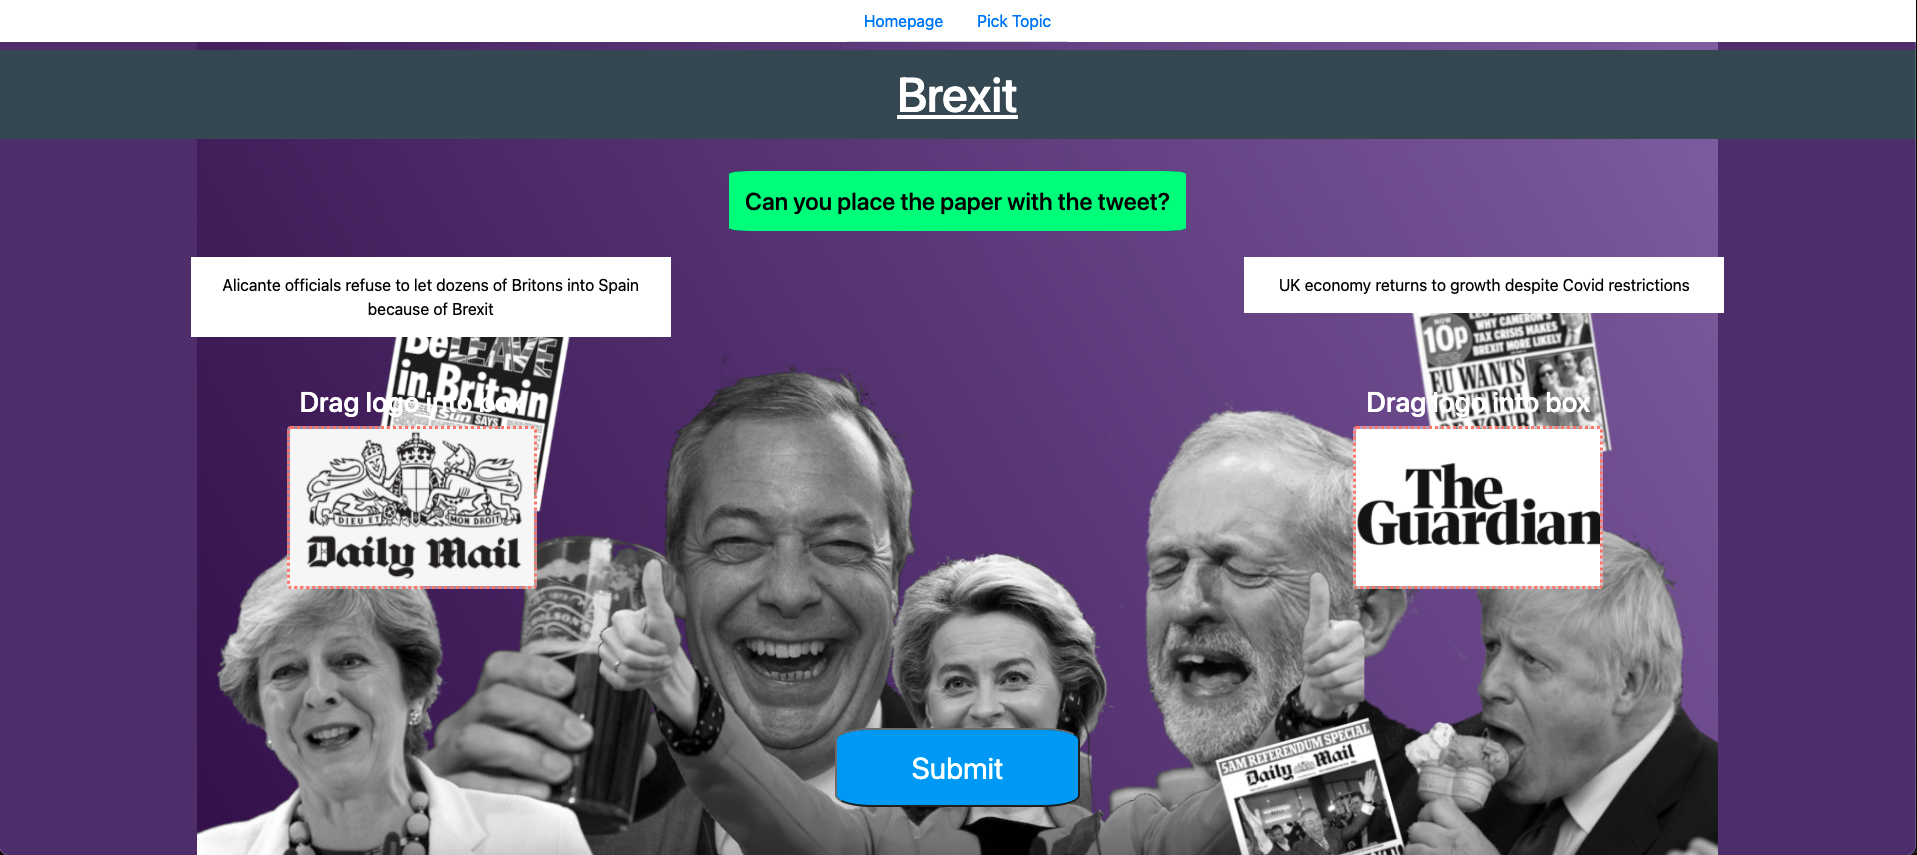 Homepage Pick Topic
Brexit
Can you place the paper with the tweet?
Alicante officials refuse to let dozens of Britons into Spain
because of Brexit
UK economy returns to growth despite Covid restrictions
BeLEAVE
in Britain
SAYS
NOW
10p
WHY CAMERON'S
TAX CRISIS MAKES
BREXIT MORE LIKELY
EU WANTS
Drag logo into box
Drag logo into box
DIEU ET MON DROIT
Daily Mail
The
Guardian
5AM REFERENDUM SPECIAL
Daily Mail
Submit